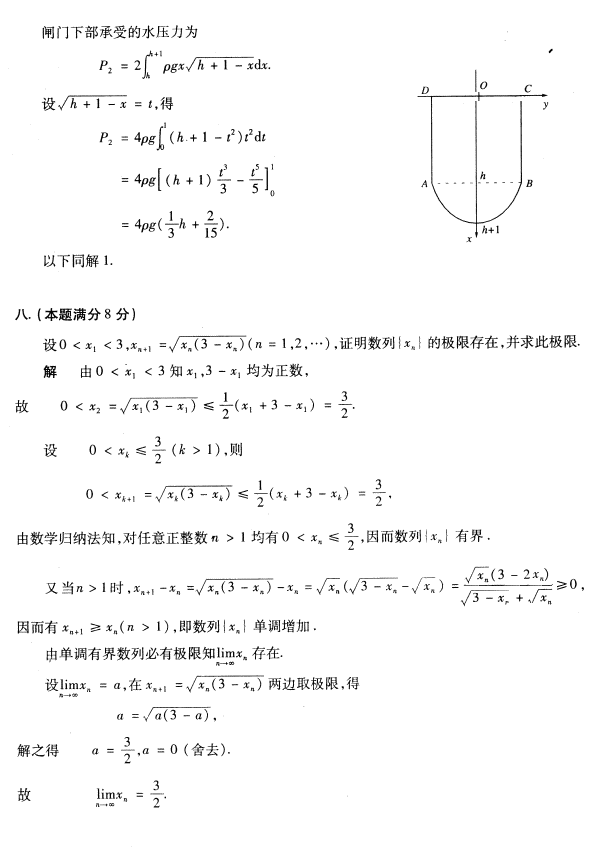 闸门下部承受的水压力为
P₂ = 2∫ₕʰ⁺¹ ρgx√(h + 1 - x)dx.
设√(h + 1 - x) = t,得
P₂ = 4ρg∫₀¹(h + 1 - t²)t²dt
= 4ρg[(h + 1)t³/3 - t⁵/5]₀¹
= 4ρg(1/3 h + 2/15).
以下同解1.
D O C
y
A h B
x h+1
八. (本题满分8分)
设0 < x₁ < 3,xₙ₊₁ = √(xₙ(3 - xₙ))(n = 1,2,⋯),证明数列{xₙ}的极限存在,并求此极限.
解 由0 < x₁ < 3知x₁,3 - x₁均为正数,
故 0 < x₂ = √(x₁(3 - x₁)) ≤ 1/2(x₁ + 3 - x₁) = 3/2.
设 0 < xₖ ≤ 3/2 (k > 1),则
0 < xₖ₊₁ = √(xₖ(3 - xₖ)) ≤ 1/2(xₖ + 3 - xₖ) = 3/2,
由数学归纳法知,对任意正整数n > 1均有0 < xₙ ≤ 3/2,因而数列{xₙ}有界.
又当n > 1时,xₙ₊₁ - xₙ = √(xₙ(3 - xₙ)) - xₙ = √xₙ(√(3 - xₙ) - √xₙ) = √xₙ(3 - 2xₙ)/(√(3 - xₙ) + √xₙ) ≥ 0,
因而有xₙ₊₁ ≥ xₙ(n > 1),即数列{xₙ}单调增加.
由单调有界数列必有极限知lim(n→∞)xₙ存在.
设lim(n→∞)xₙ = a,在xₙ₊₁ = √(xₙ(3 - xₙ))两边取极限,得
a = √(a(3 - a)),
解之得 a = 3/2,a = 0 (舍去).
故 lim(n→∞)xₙ = 3/2.